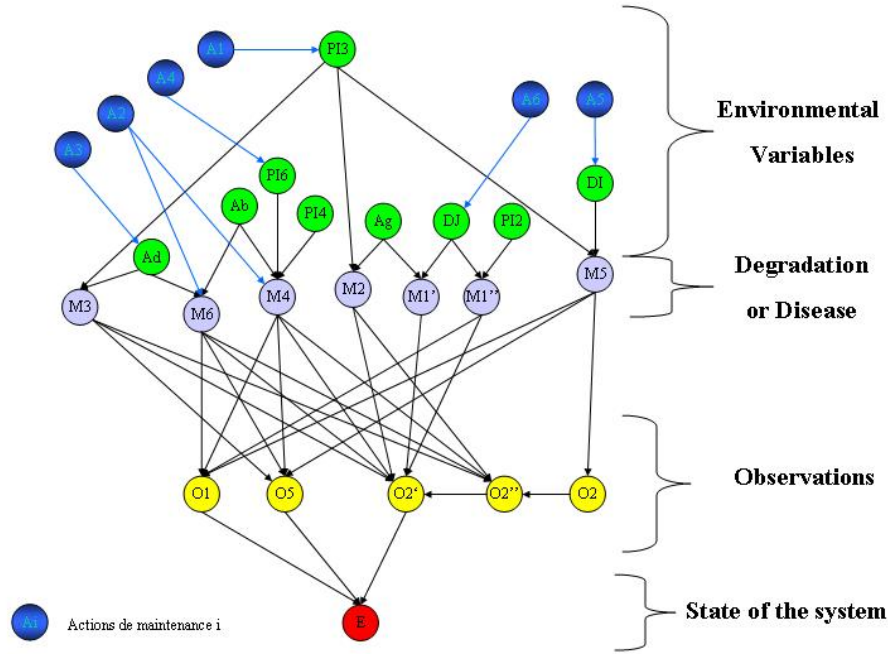 A1
PI3
A4
A2
A6
A5
Environmental
Variables
A3
PI6
DI
Ab
PI4
Ag
DJ
PI2
Ad
Degradation
or Disease
M3
M6
M4
M2
M1'
M1''
M5
Observations
O1
O5
O2‘
O2’’
O2
State of the system
Ai
Actions de maintenance i
E